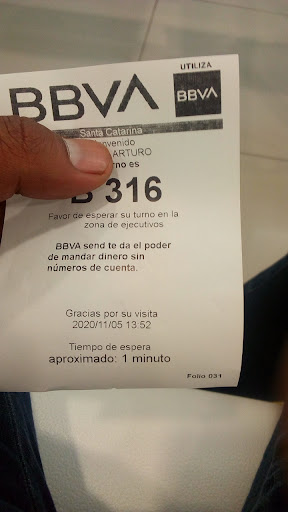 UTILIZA
BBVA
BBVA
Santa Catarina
ARTURO
es
316
Favor de esperar su turno en la
zona de ejecutivos
BBVA send te da el poder
de mandar dinero sin
números de cuenta.
Gracias por su visita
2020/11/05 13:52
Tiempo de espera
aproximado: 1 minuto
Folio 031